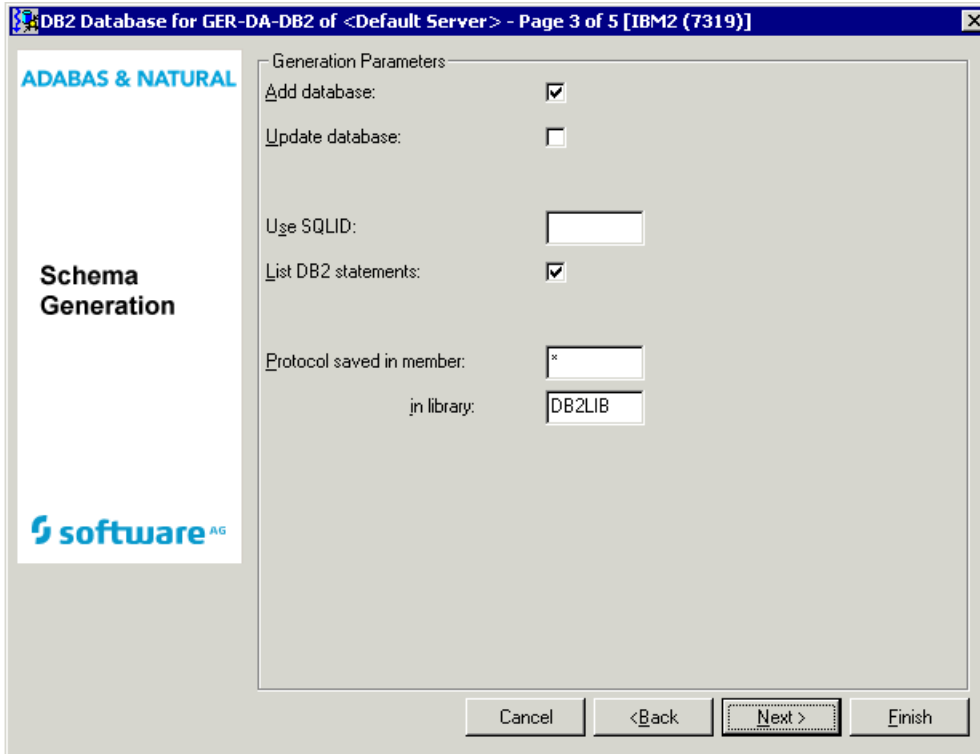 DB2 Database for GER-DA-DB2 of <Default Server> - Page 3 of 5 [IBM2 (7319)]
ADABAS & NATURAL
Schema
Generation
software AG
Generation Parameters
Add database:
Update database:
Use SQLID:
List DB2 statements:
Protocol saved in member: *
in library: DB2LIB
Cancel <Back Next > Finish